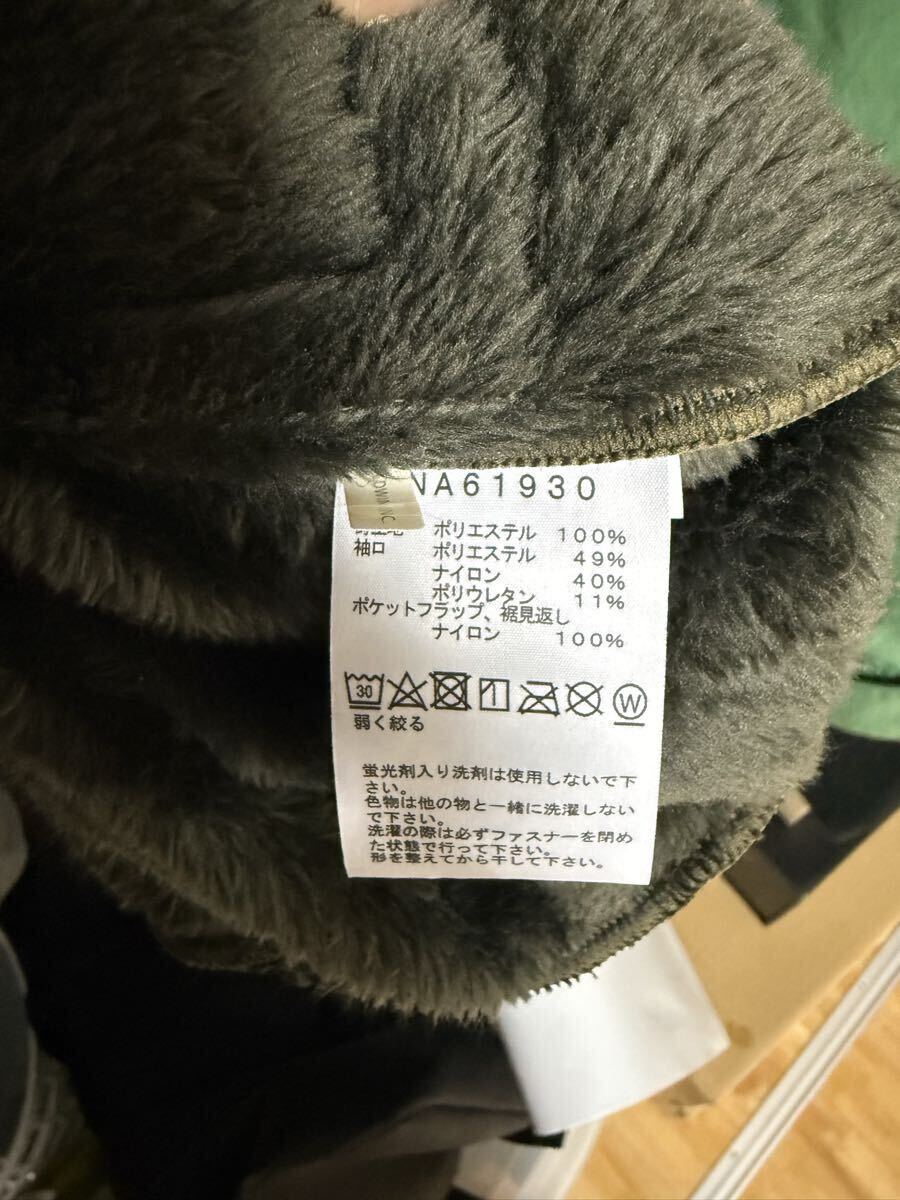 NA61930
ポリエステル 100%
袖口 ポリエステル 49%
ナイロン 40%
ポリウレタン 11%
ポケットフラップ、裾見返し
ナイロン 100%
30 W
弱く絞る
蛍光剤入り洗剤は使用しないで下
さい。
色物は他の物と一緒に洗濯しない
で下さい。
洗濯の際は必ずファスナーを閉め
た状態で行って下さい。
形を整えてから干して下さい。